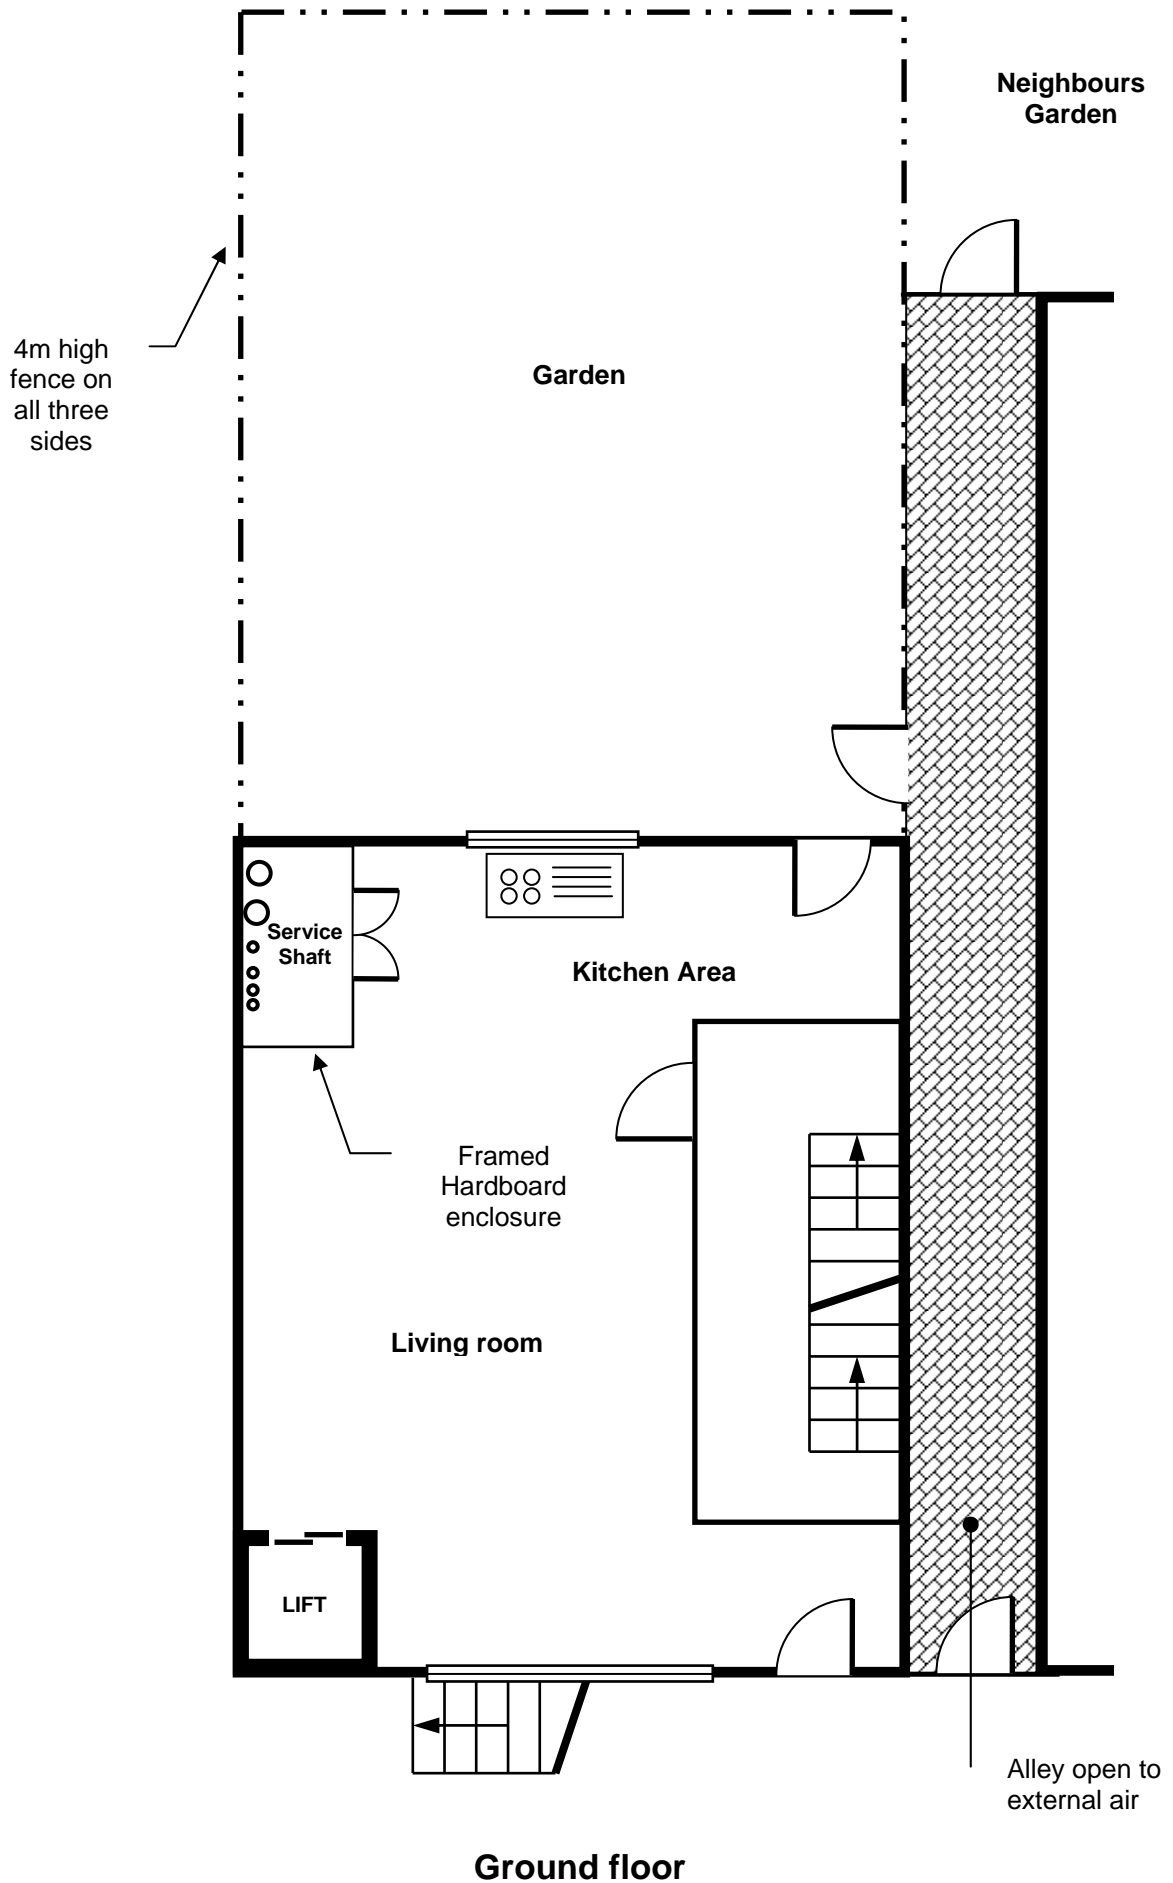 Neighbours
Garden
4m high
fence on
all three
sides
Garden
Service
Shaft
Kitchen Area
Framed
Hardboard
enclosure
Living room
LIFT
Alley open to
external air
Ground floor